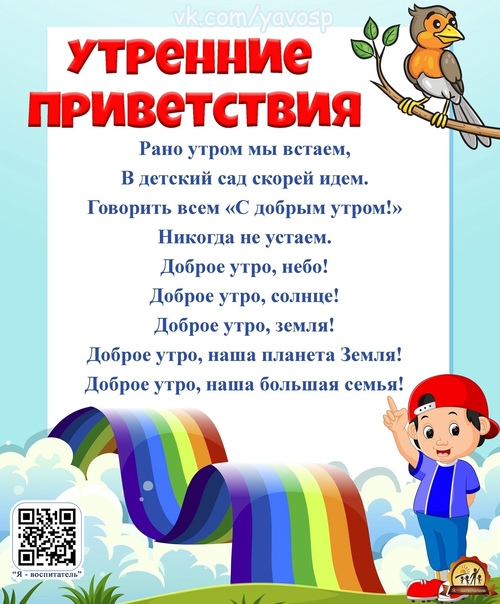 vk.com/yavosp
УТРЕННИЕ
ПРИВЕТСТВИЯ
Рано утром мы встаем,
В детский сад скорей идем.
Говорить всем «С добрым утром!»
Никогда не устаем.
Доброе утро, небо!
Доброе утро, солнце!
Доброе утро, земля!
Доброе утро, наша планета Земля!
Доброе утро, наша большая семья!
"Я - воспитатель"